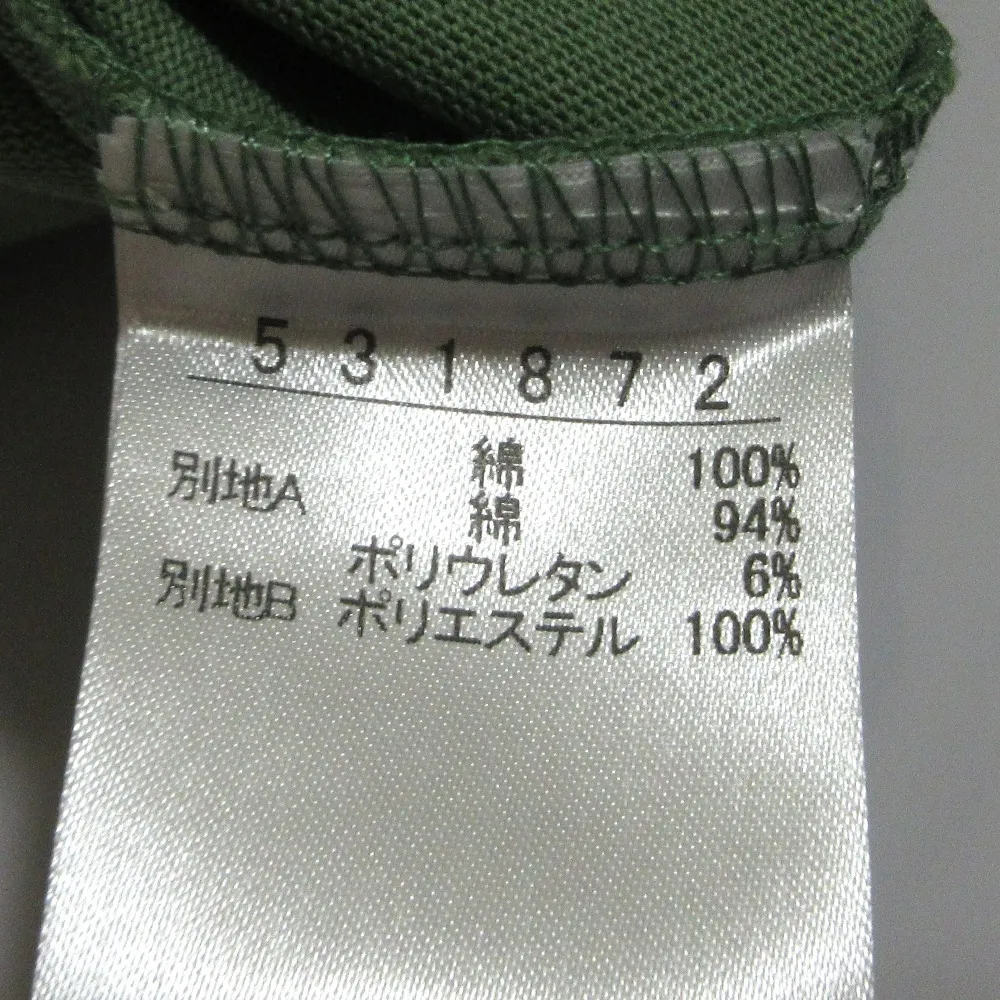 531872
綿 100%
別地A 綿 94%
ポリウレタン 6%
別地B ポリエステル 100%